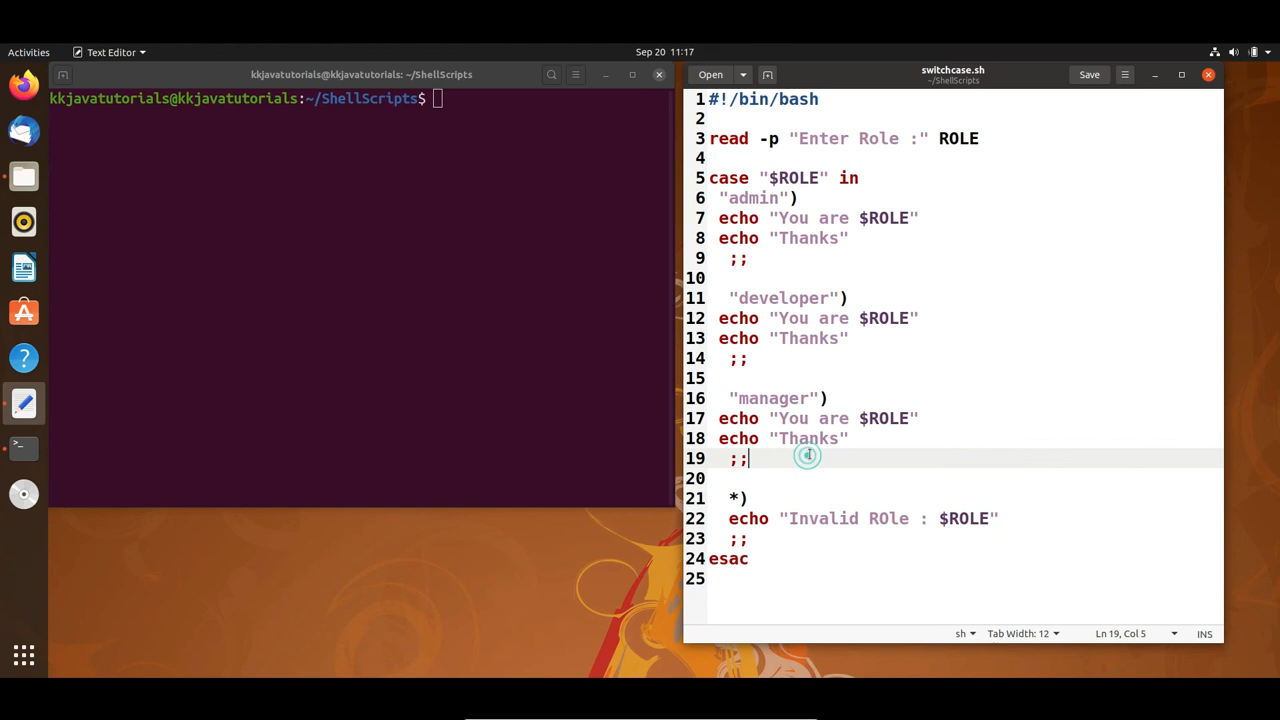 Activities
Text Editor
Sep 20 11:17
kkjavatutorials@kkjavatutorials: ~/ShellScripts
kkjavatutorials@kkjavatutorials:~/ShellScripts$
Open
switchcase.sh
~/ShellScripts
Save
1 #!/bin/bash
2
3 read -p "Enter Role :" ROLE
4
5 case "$ROLE" in
6 "admin")
7 echo "You are $ROLE"
8 echo "Thanks"
9 ;;
10
11 "developer")
12 echo "You are $ROLE"
13 echo "Thanks"
14 ;;
15
16 "manager")
17 echo "You are $ROLE"
18 echo "Thanks"
19 ;;
20
21 *)
22 echo "Invalid ROle : $ROLE"
23 ;;
24 esac
25
sh Tab Width: 12 Ln 19, Col 5 INS